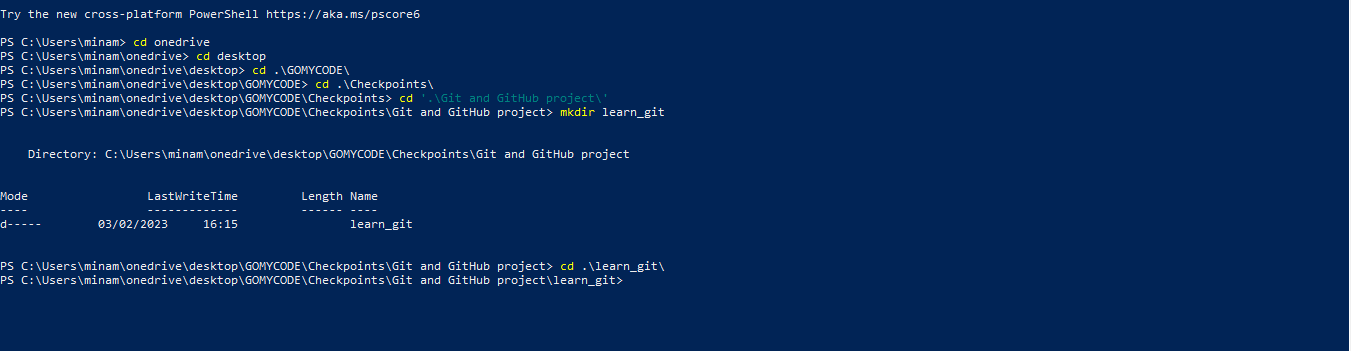 Try the new cross-platform PowerShell https://aka.ms/pscore6
PS C:\Users\minam> cd onedrive
PS C:\Users\minam\onedrive> cd desktop
PS C:\Users\minam\onedrive\desktop> cd .\GOMYCODE\
PS C:\Users\minam\onedrive\desktop\GOMYCODE> cd .\Checkpoints\
PS C:\Users\minam\onedrive\desktop\GOMYCODE\Checkpoints> cd '.\Git and GitHub project\'
PS C:\Users\minam\onedrive\desktop\GOMYCODE\Checkpoints\Git and GitHub project> mkdir learn_git
Directory: C:\Users\minam\onedrive\desktop\GOMYCODE\Checkpoints\Git and GitHub project
Mode LastWriteTime Length Name
---- ------------- ------ ----
d----- 03/02/2023 16:15 learn_git
PS C:\Users\minam\onedrive\desktop\GOMYCODE\Checkpoints\Git and GitHub project> cd .\learn_git\
PS C:\Users\minam\onedrive\desktop\GOMYCODE\Checkpoints\Git and GitHub project\learn_git>